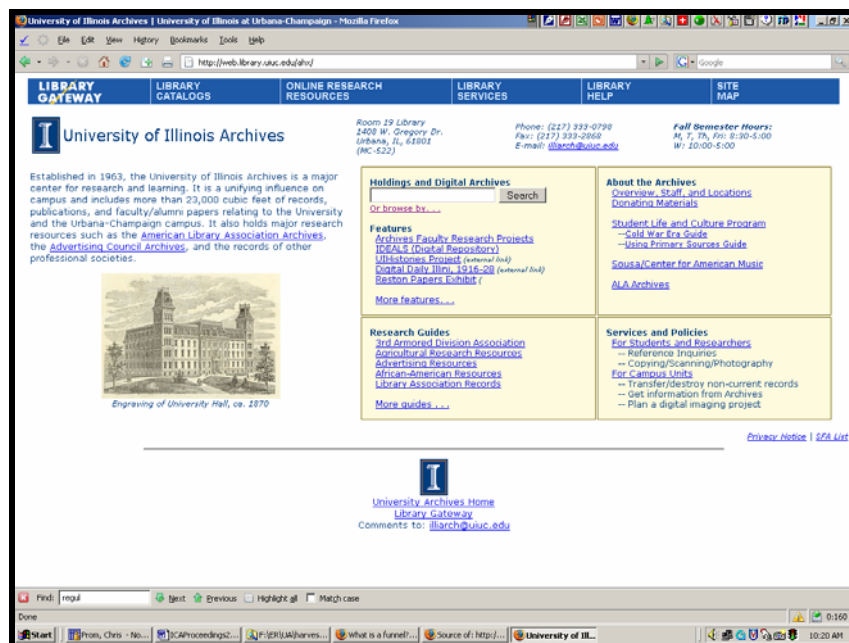 University of Illinois Archives | University of Illinois at Urbana-Champaign - Mozilla Firefox
File Edit View History Bookmarks Tools Help
http://web.library.uiuc.edu/ahx/
Google
LIBRARY GATEWAY
LIBRARY CATALOGS
ONLINE RESEARCH RESOURCES
LIBRARY SERVICES
LIBRARY HELP
SITE MAP
University of Illinois Archives
Room 19 Library
1408 W. Gregory Dr.
Urbana, IL, 61801
(MC-522)
Phone: (217) 333-0798
Fax: (217) 333-2868
E-mail: illiarch@uiuc.edu
Fall Semester Hours:
M, T, Th, Fri: 8:30-5:00
W: 10:00-5:00
Established in 1963, the University of Illinois Archives is a major
center for research and learning. It is a unifying influence on
campus and includes more than 23,000 cubic feet of records,
publications, and faculty/alumni papers relating to the University
and the Urbana-Champaign campus. It also holds major research
resources such as the American Library Association Archives,
the Advertising Council Archives, and the records of other
professional societies.
Engraving of University Hall, ca. 1870
Holdings and Digital Archives
Search
Or browse by. . .
Features
Archives Faculty Research Projects
IDEALS (Digital Repository)
UIHistories Project (external link)
Digital Daily Illini, 1916-28 (external link)
Reston Papers Exhibit (
More features. . .
About the Archives
Overview, Staff, and Locations
Donating Materials
Student Life and Culture Program
--Cold War Era Guide
--Using Primary Sources Guide
Sousa/Center for American Music
ALA Archives
Research Guides
3rd Armored Division Association
Agricultural Research Resources
Advertising Resources
African-American Resources
Library Association Records
More guides . . .
Services and Policies
For Students and Researchers
-- Reference Inquiries
-- Copying/Scanning/Photography
For Campus Units
-- Transfer/destroy non-current records
-- Get information from Archives
-- Plan a digital imaging project
Privacy Notice | SFA List
University Archives Home
Library Gateway
Comments to: illiarch@uiuc.edu
Find: regul Next Previous Highlight all Match case
Done 0:160
Start Prom, Chris - No... ICAProceedings2... F:\ER\UA\harves... What is a funnel?... Source of: http:/... University of Ill... 10:20 AM